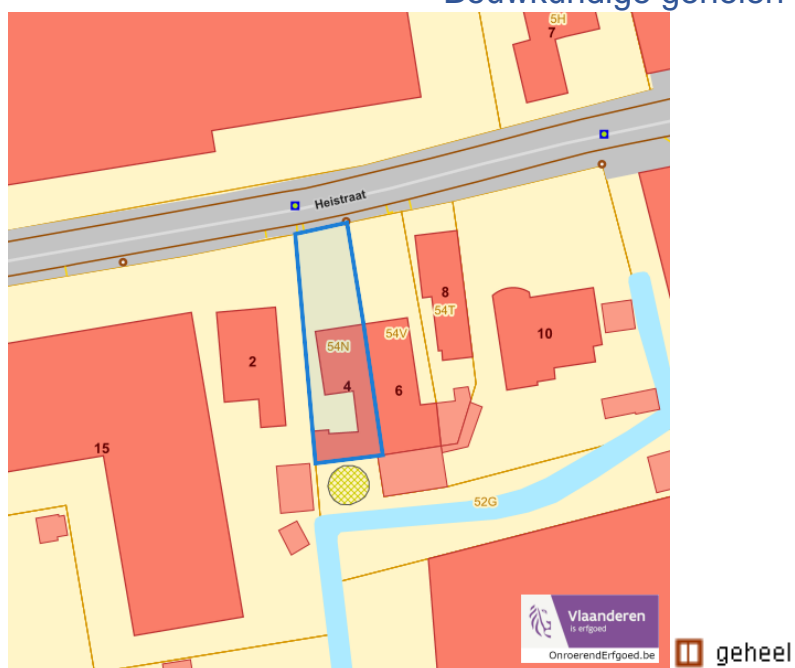 Bouwkundige gehelen
5H
7
Heistraat
8
54T
54V
54N
2
10
4
6
15
52G
Vlaanderen
is erfgoed
OnroerendErfgoed.be
geheel